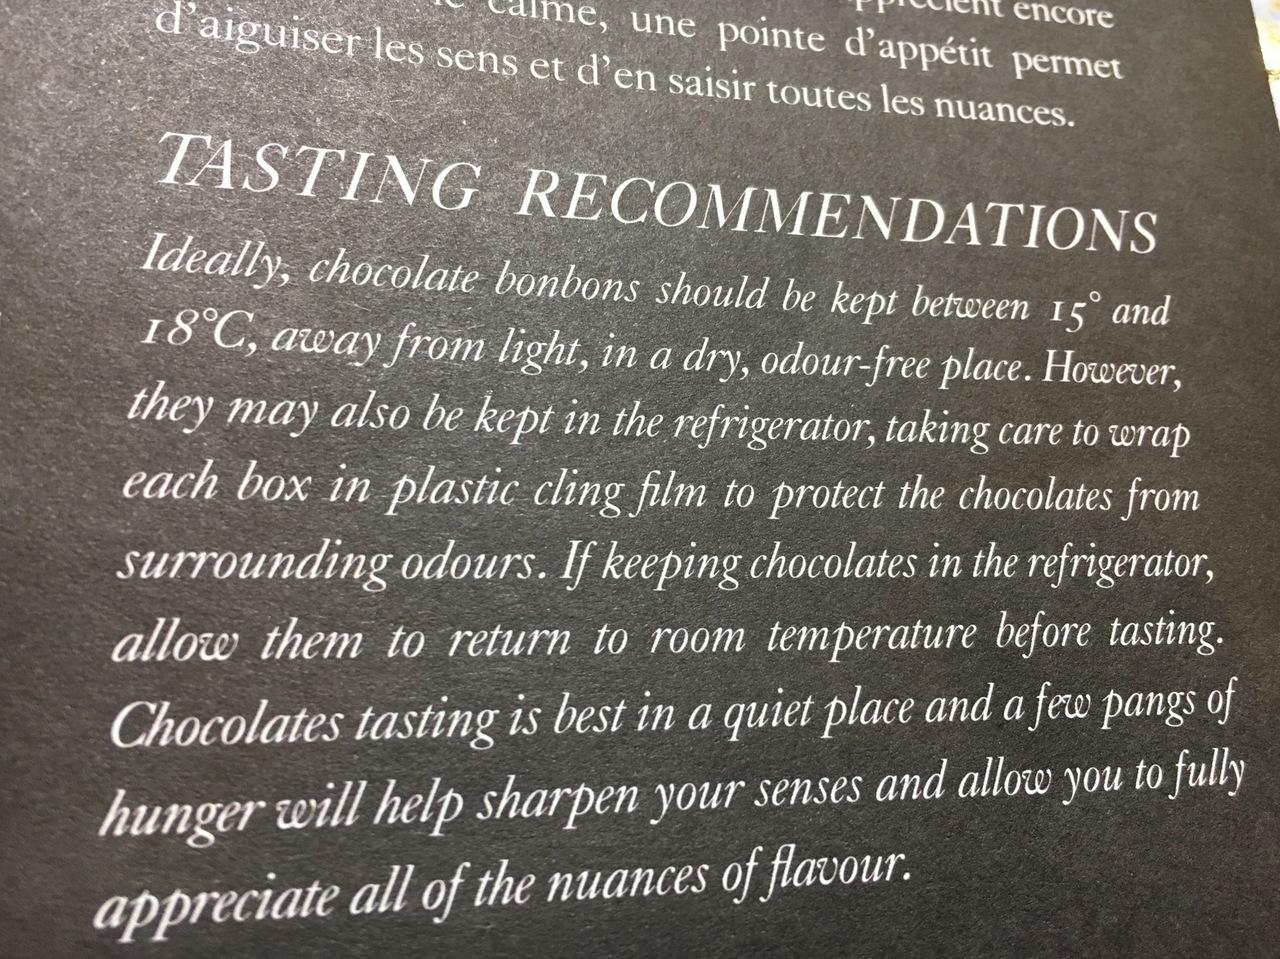 calme, une pointe d'appétit permet encore
d'aiguiser les sens et d'en saisir toutes les nuances.
TASTING RECOMMENDATIONS
Ideally, chocolate bonbons should be kept between 15° and
18°C, away from light, in a dry, odour-free place. However,
they may also be kept in the refrigerator, taking care to wrap
each box in plastic cling film to protect the chocolates from
surrounding odours. If keeping chocolates in the refrigerator,
allow them to return to room temperature before tasting.
Chocolates tasting is best in a quiet place and a few pangs of
hunger will help sharpen your senses and allow you to fully
appreciate all of the nuances of flavour.